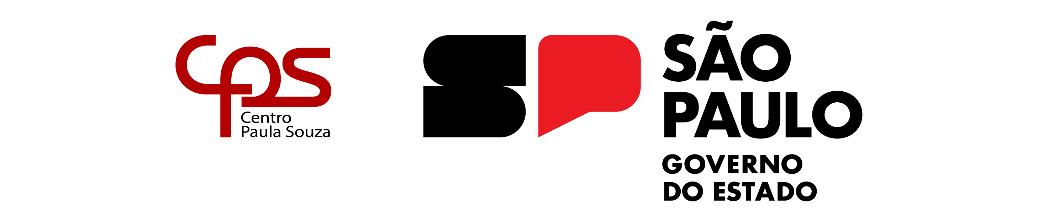 cps
Centro
Paula Souza
SP
SÃO
PAULO
GOVERNO
DO ESTADO